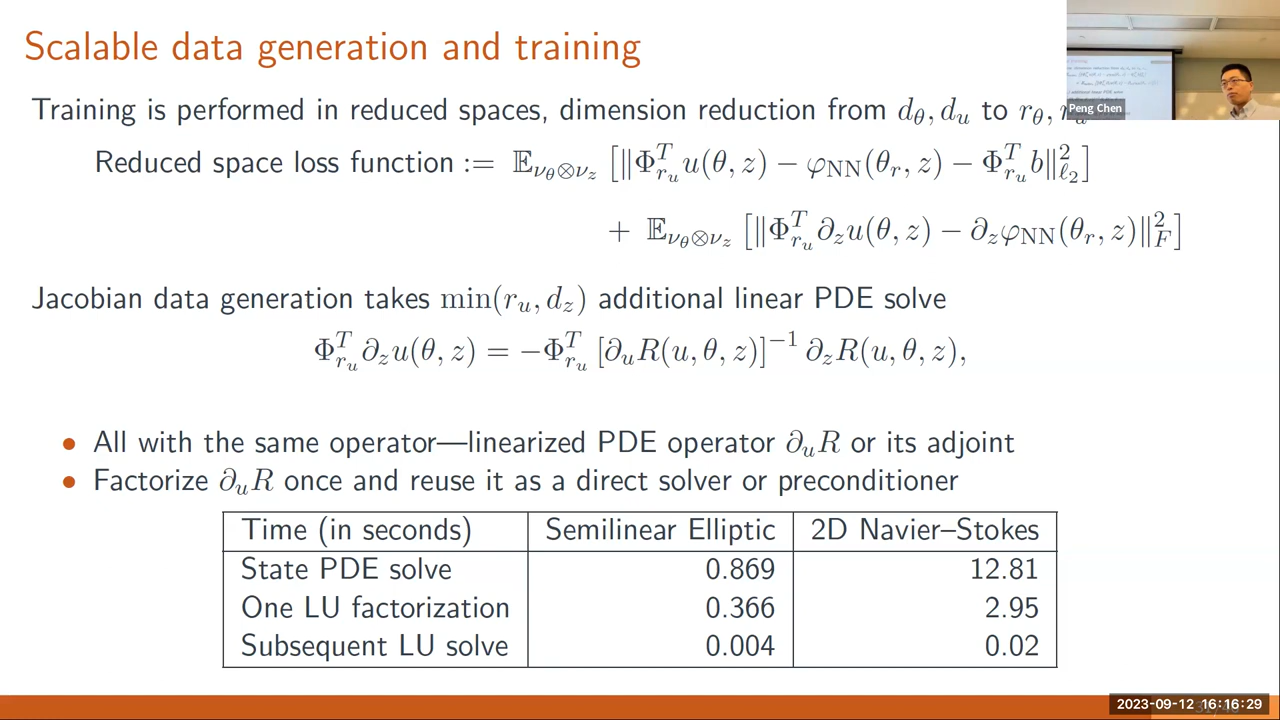 Scalable data generation and training
Peng Chen
Training is performed in reduced spaces, dimension reduction from d_θ, d_u to r_θ, r_u
Reduced space loss function := 𝔼_{ν_θ⊗ν_z} [‖Φ_{r_u}^T u(θ, z) − φ_NN(θ_r, z) − Φ_{r_u}^T b‖_{ℓ_2}^2]
+ 𝔼_{ν_θ⊗ν_z} [‖Φ_{r_u}^T ∂_z u(θ, z) − ∂_z φ_NN(θ_r, z)‖_F^2]
Jacobian data generation takes min(r_u, d_z) additional linear PDE solve
Φ_{r_u}^T ∂_z u(θ, z) = −Φ_{r_u}^T [∂_u R(u, θ, z)]^{−1} ∂_z R(u, θ, z),
• All with the same operator—linearized PDE operator ∂_u R or its adjoint
• Factorize ∂_u R once and reuse it as a direct solver or preconditioner
Time (in seconds) Semilinear Elliptic 2D Navier–Stokes
State PDE solve 0.869 12.81
One LU factorization 0.366 2.95
Subsequent LU solve 0.004 0.02
2023-09-12 16:16:29